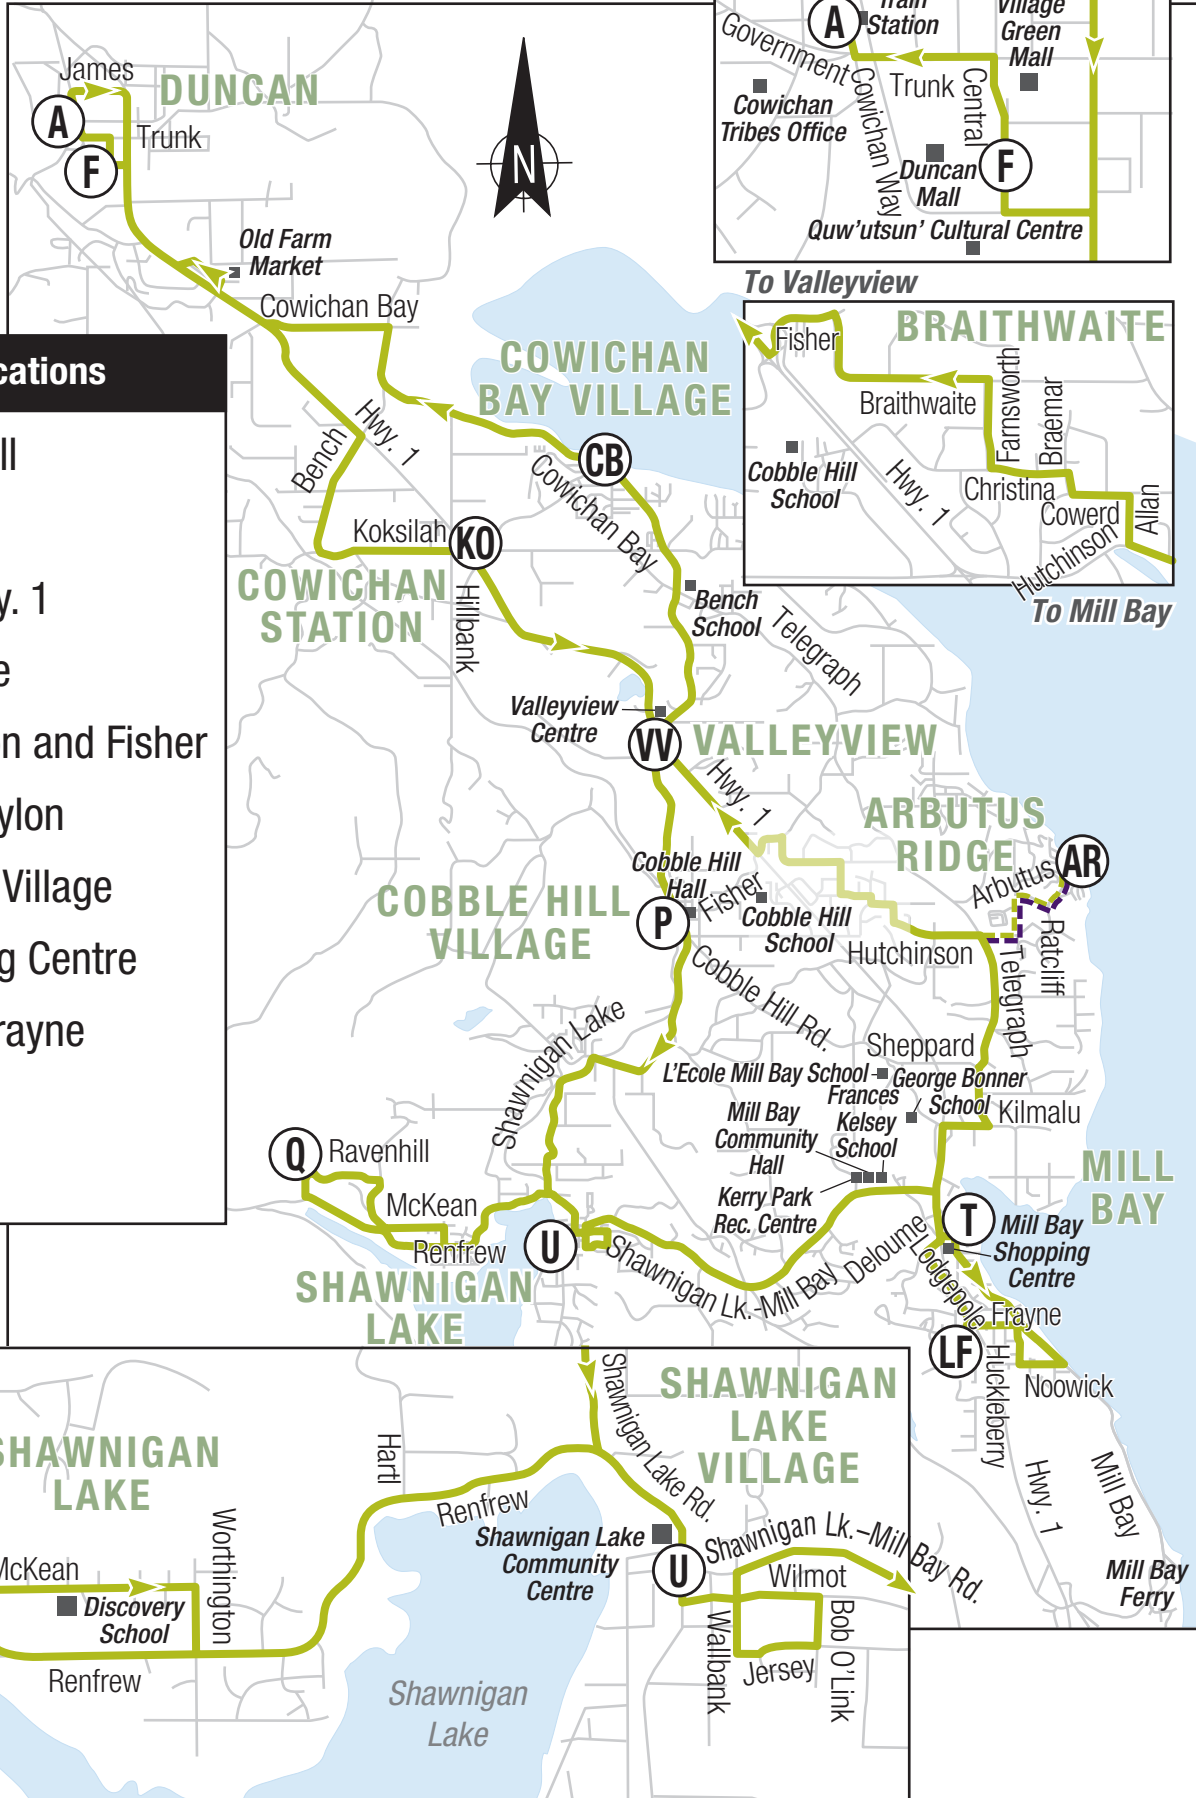 Train
Station
A
Government
Trunk
Cowichan Way
Central
Village
Green
Mall
Cowichan
Tribes Office
Duncan
Mall
F
Quw'utsun' Cultural Centre
James
DUNCAN
A
Trunk
F
N
Old Farm
Market
Cowichan Bay
To Valleyview
Fisher
BRAITHWAITE
Braithwaite
Farnsworth
Braemar
Cobble Hill
School
Hwy. 1
Christina
Cowerd
Allan
Hutchinson
To Mill Bay
COWICHAN
BAY VILLAGE
Hwy. 1
Bench
CB
Cowichan Bay
Koksilah
KO
COWICHAN
STATION
Hillbank
Bench
School
Telegraph
Valleyview
Centre
VV
VALLEYVIEW
Hwy. 1
ARBUTUS
RIDGE
Arbutus
AR
Cobble Hill
Hall
Fisher
COBBLE HILL
VILLAGE
P
Cobble Hill
School
Hutchinson
Ratcliff
Telegraph
Cobble Hill Rd.
Shawnigan Lake
Sheppard
L'Ecole Mill Bay School
George Bonner
School
Frances
Kelsey
School
Kilmalu
Mill Bay
Community
Hall
Kerry Park
Rec. Centre
MILL
BAY
Q
Ravenhill
McKean
Renfrew
U
SHAWNIGAN
LAKE
Shawnigan Lk.-Mill Bay
Deloume
T
Mill Bay
Shopping
Centre
Lodgepole
Frayne
LF
Huckleberry
Noowick
Hwy. 1
Mill Bay
Mill Bay
Ferry
cations
ll
y. 1
e
n and Fisher
ylon
Village
g Centre
rayne
SHAWNIGAN
LAKE
Hartl
Renfrew
Worthington
McKean
Discovery
School
Renfrew
Shawnigan Lake Rd.
SHAWNIGAN
LAKE
VILLAGE
Shawnigan Lake
Community
Centre
U
Shawnigan Lk.–Mill Bay Rd.
Wilmot
Wallbank
Bob O'Link
Jersey
Shawnigan
Lake